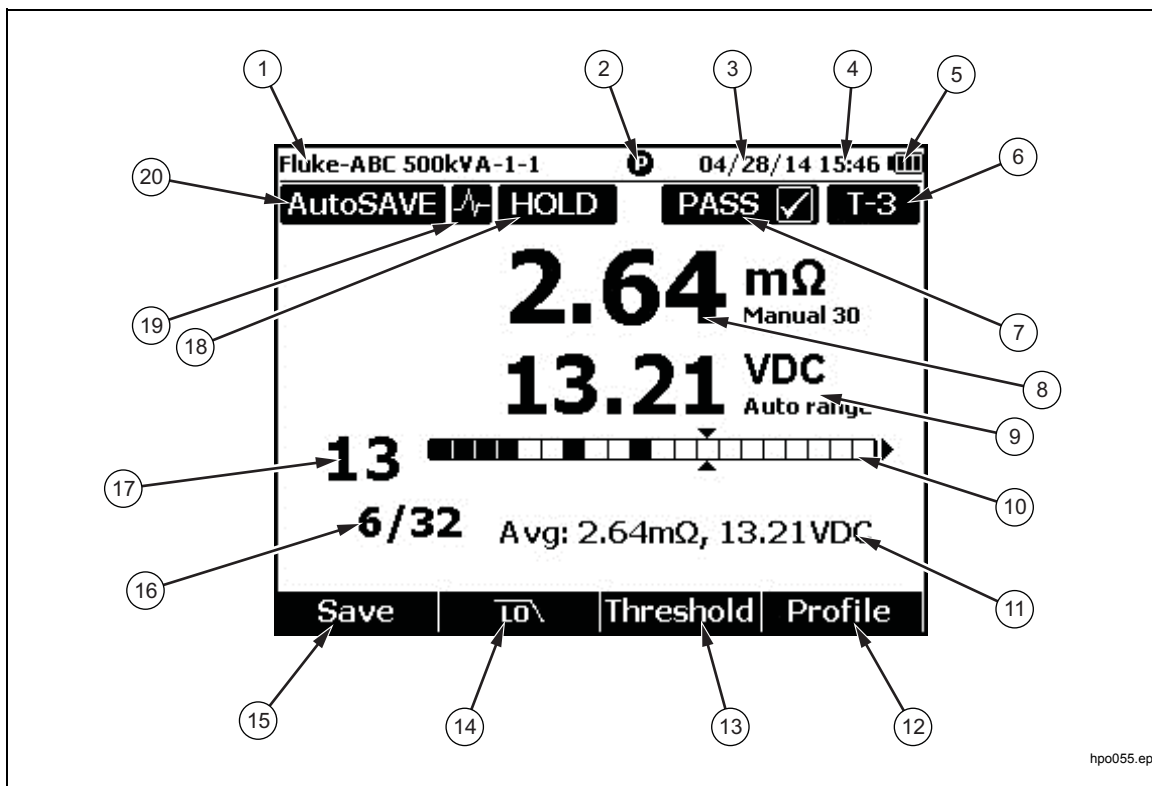 1
2
3
4
5
Fluke-ABC 500kVA-1-1 P 04/28/14 15:46
6
20
AutoSAVE HOLD PASS T-3
2.64 mΩ
Manual 30
19
18
7
13.21 VDC
Auto range
8
9
13
17
10
6/32 Avg: 2.64mΩ, 13.21VDC
16
11
Save LO Threshold Profile
15
14
13
12
hpo055.ep